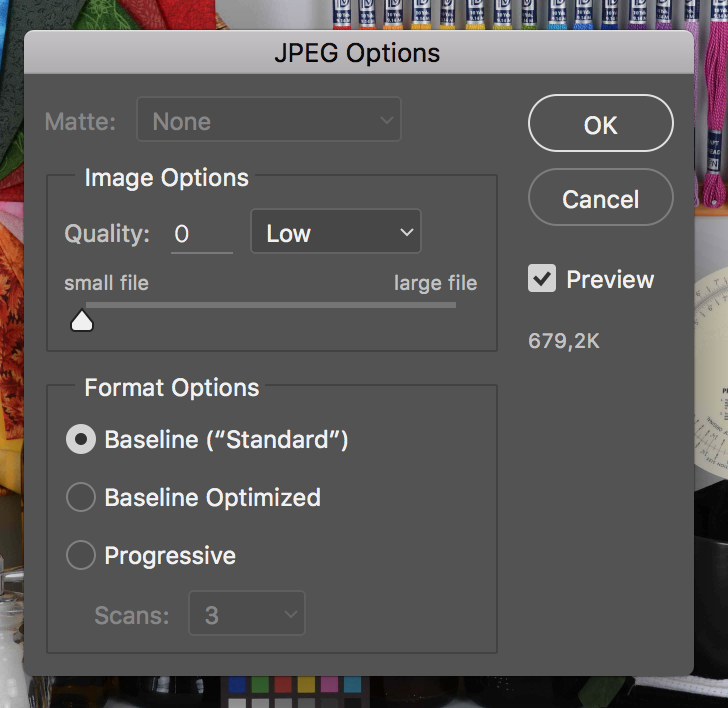 JPEG Options
Matte: None
OK
Image Options
Cancel
Quality: 0 Low
small file large file
Preview
679,2K
Format Options
Baseline (“Standard”)
Baseline Optimized
Progressive
Scans: 3